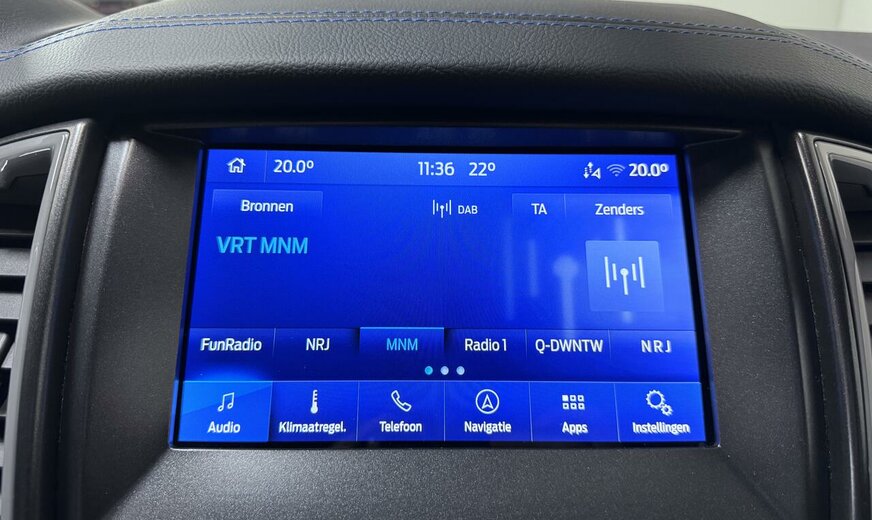 20.0° 11:36 22° 20.0°
Bronnen DAB TA Zenders
VRT MNM
FunRadio NRJ MNM Radio 1 Q-DWNTW N R J
Audio Klimaatregel. Telefoon Navigatie Apps Instellingen